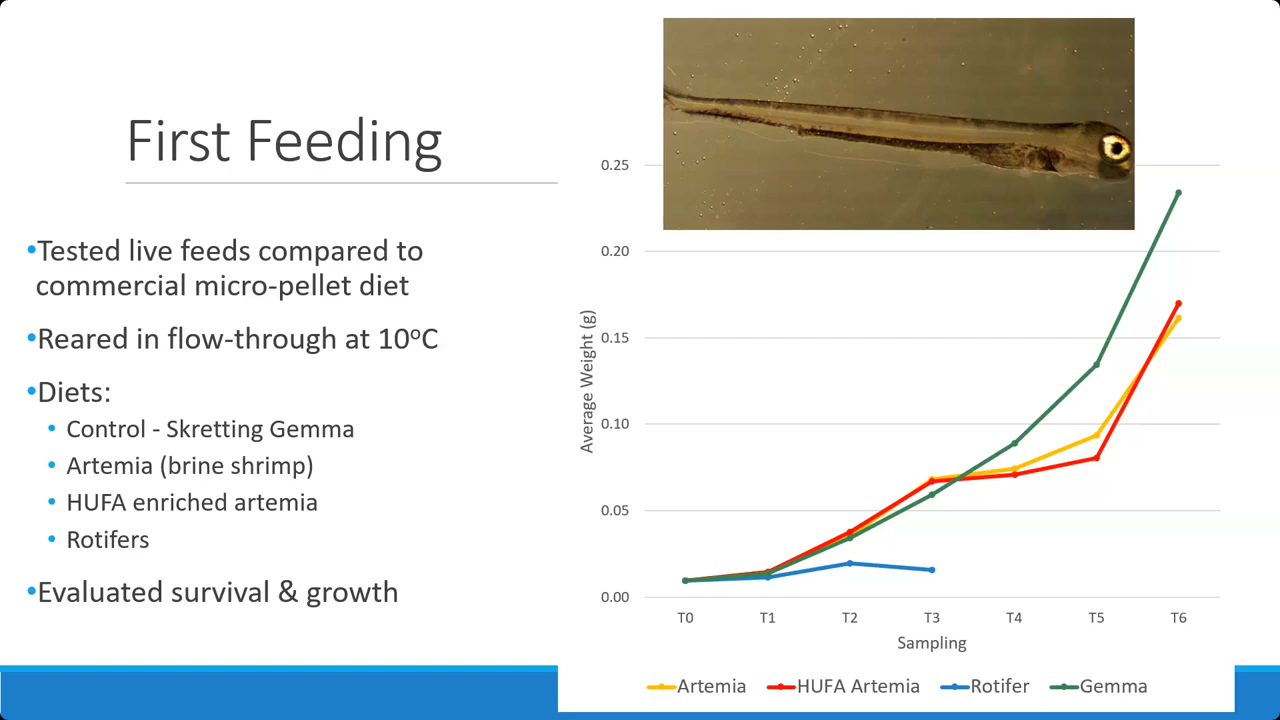 First Feeding
•Tested live feeds compared to
commercial micro-pellet diet
•Reared in flow-through at 10ºC
•Diets:
• Control - Skretting Gemma
• Artemia (brine shrimp)
• HUFA enriched artemia
• Rotifers
•Evaluated survival & growth
0.25
0.20
0.15
0.10
0.05
0.00
Average Weight (g)
T0 T1 T2 T3 T4 T5 T6
Sampling
Artemia HUFA Artemia Rotifer Gemma